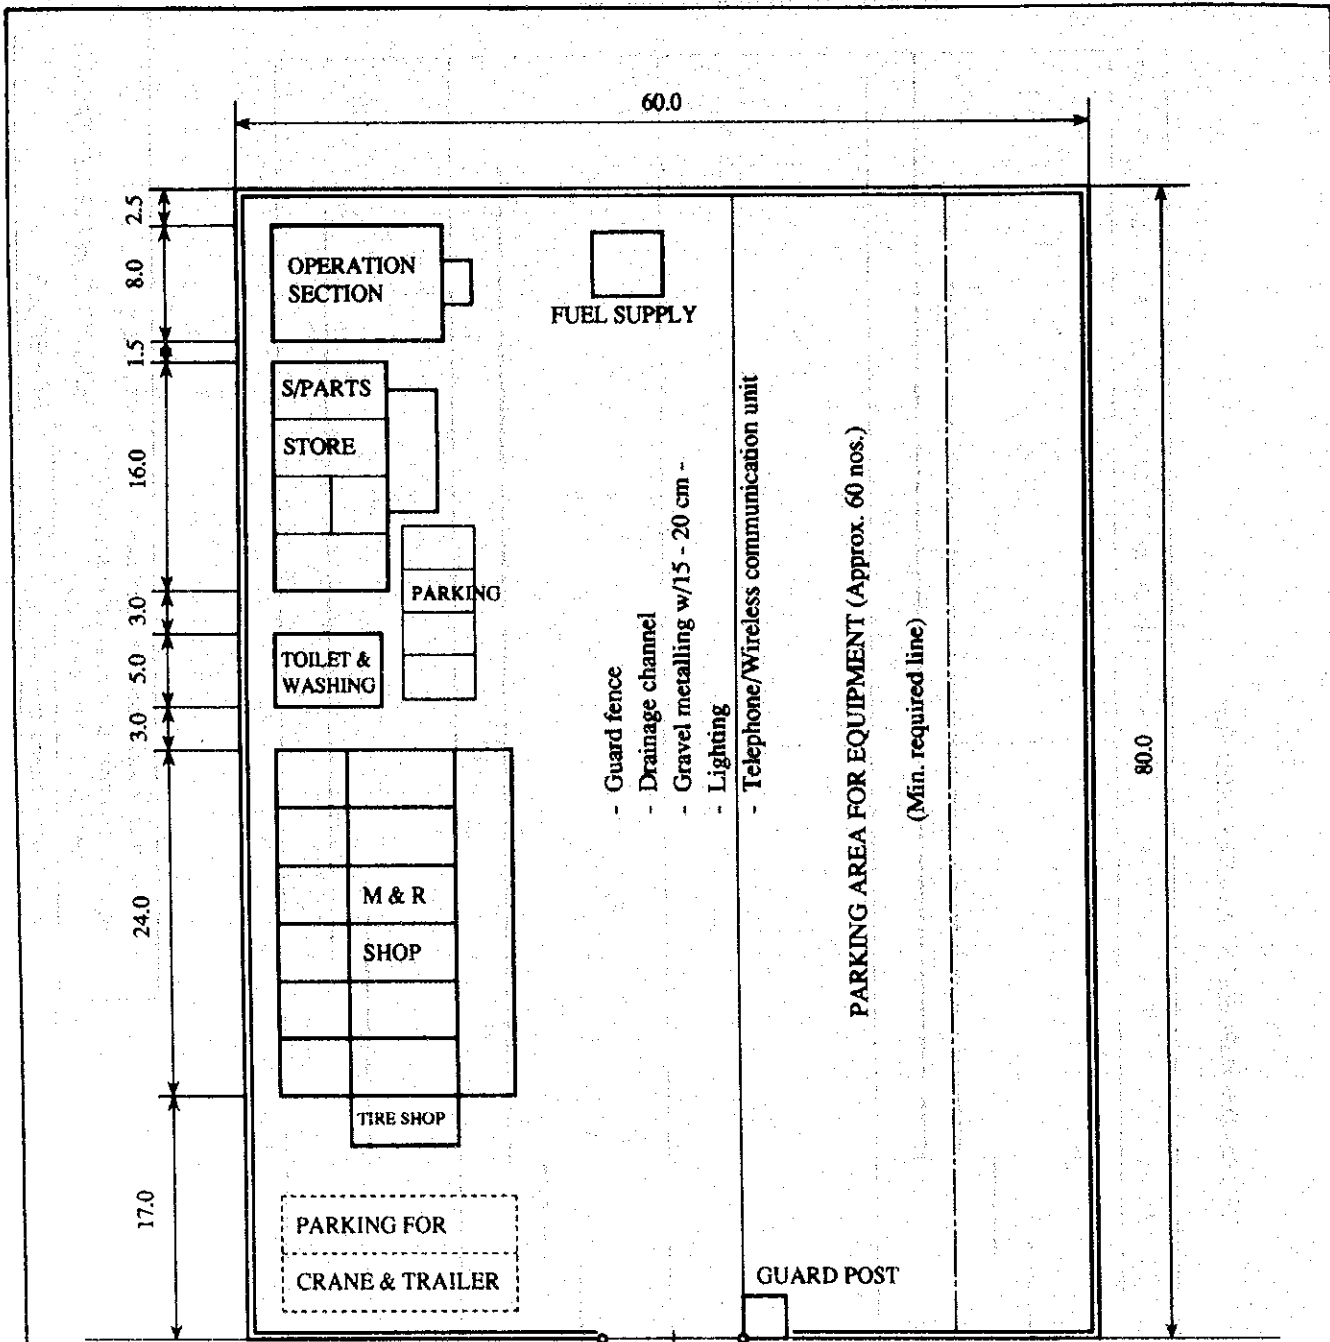 60.0
2.5
8.0
1.5
16.0
3.0
5.0
3.0
24.0
17.0
80.0
OPERATION
SECTION
FUEL SUPPLY
S/PARTS
STORE
PARKING
TOILET &
WASHING
M & R
SHOP
TIRE SHOP
PARKING FOR
CRANE & TRAILER
- Guard fence
- Drainage channel
- Gravel metalling w/15 - 20 cm -
- Lighting
- Telephone/Wireless communication unit
PARKING AREA FOR EQUIPMENT (Approx. 60 nos.)
(Min. required line)
GUARD POST